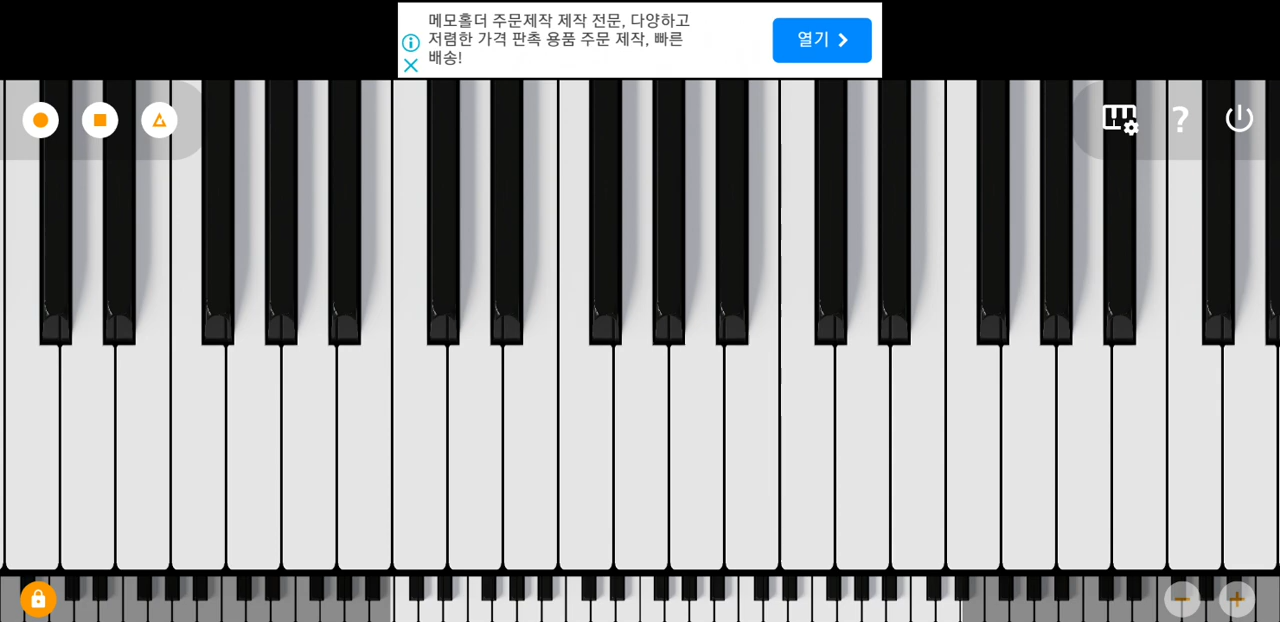 메모홀더 주문제작 제작 전문, 다양하고
저렴한 가격 판촉 용품 주문 제작, 빠른
배송!
열기
?